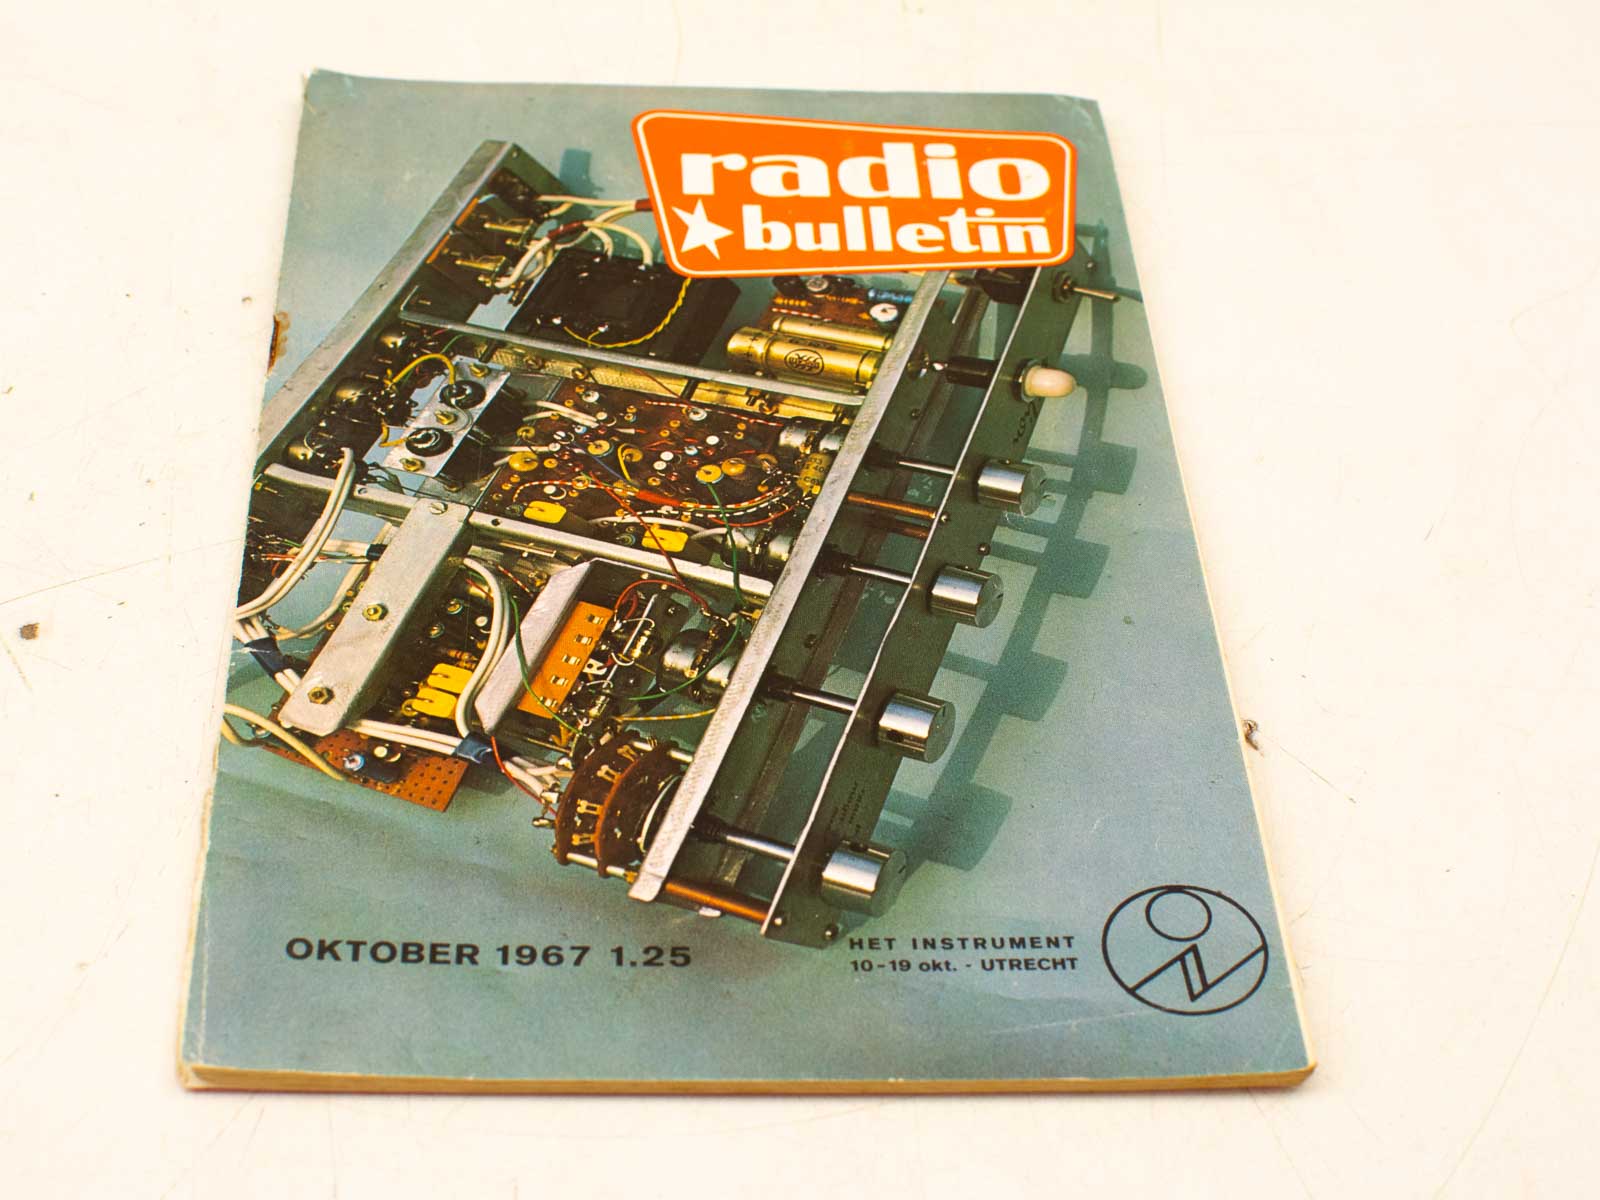 radio
bulletin
OKTOBER 1967 1.25
HET INSTRUMENT
10-19 okt. - UTRECHT